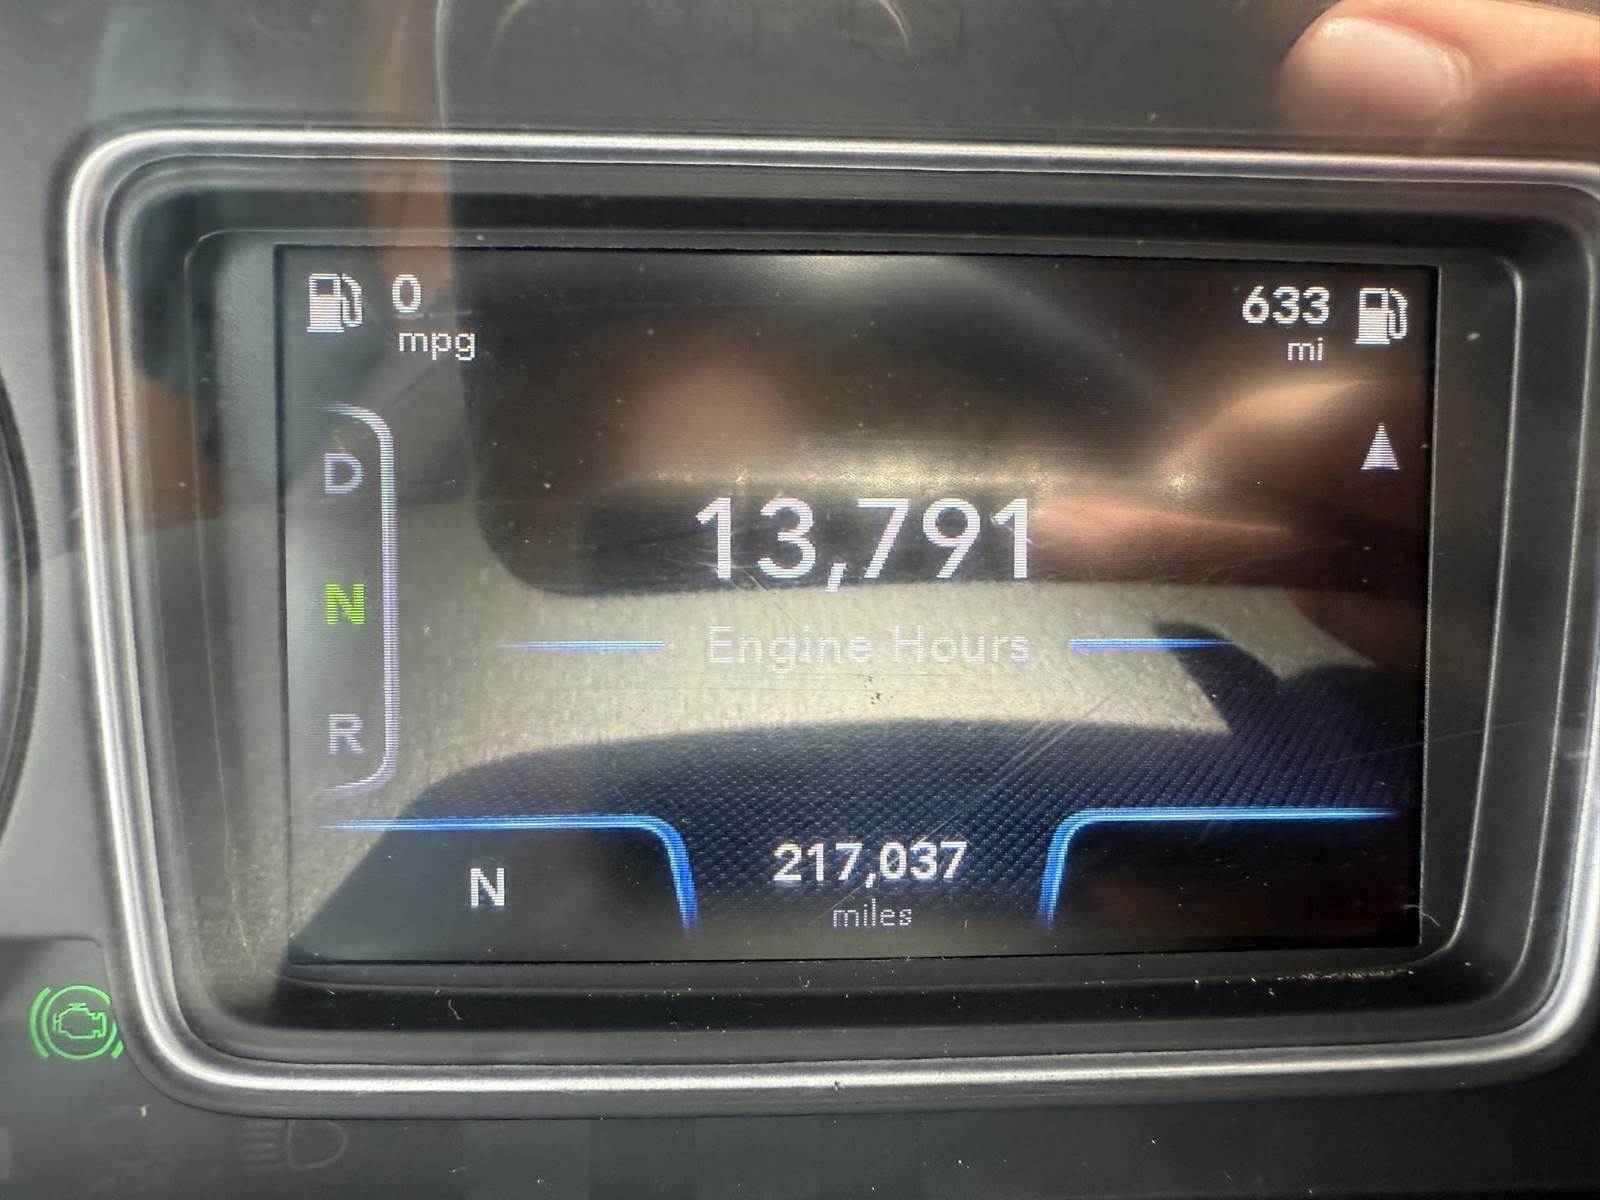 0
mpg
633
mi
D
N
R
13,791
Engine Hours
N
217,037
miles